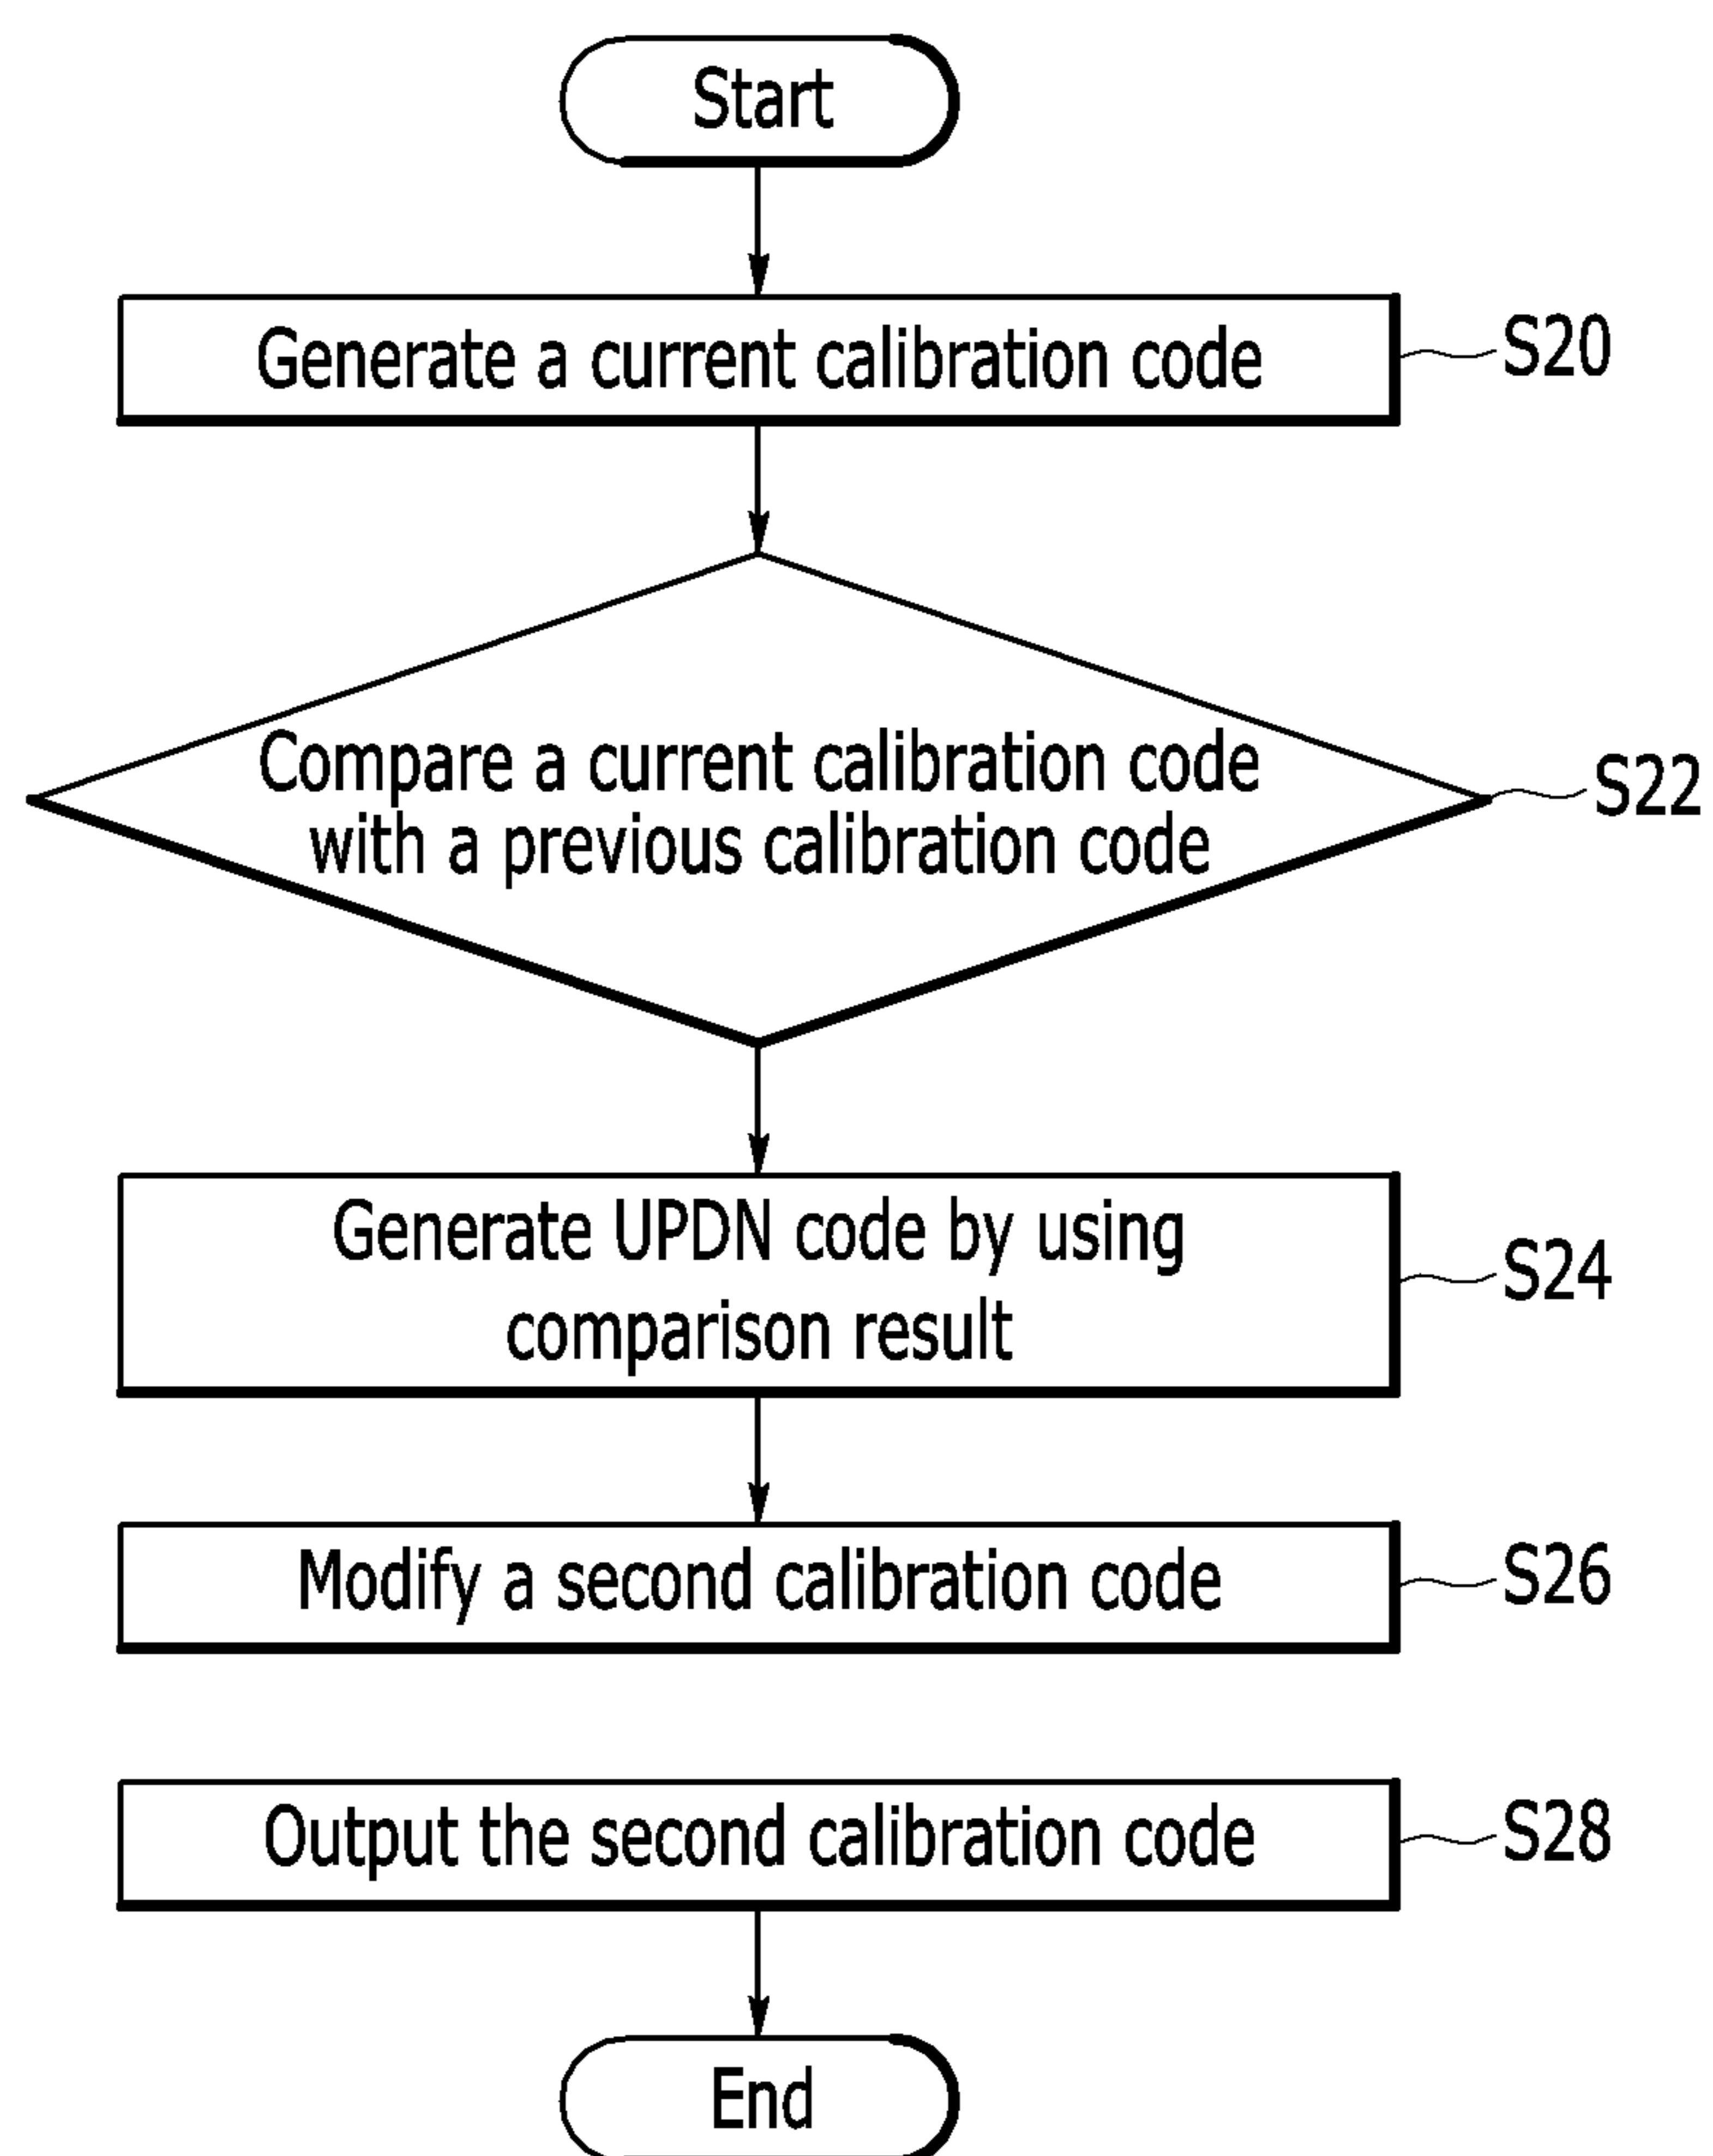 Start
Generate a current calibration code
S20
Compare a current calibration code
with a previous calibration code
S22
Generate UPDN code by using
comparison result
S24
Modify a second calibration code
S26
Output the second calibration code
S28
End